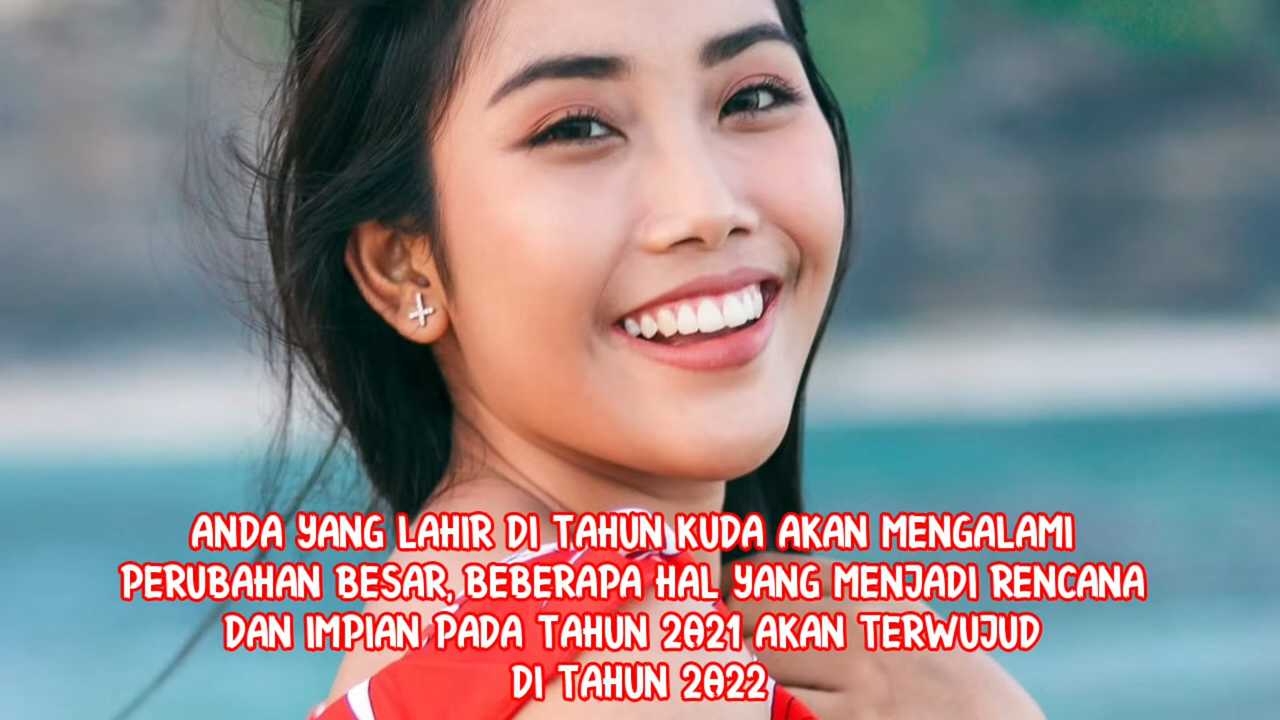 ANDA YANG LAHIR DI TAHUN KUDA AKAN MENGALAMI
PERUBAHAN BESAR, BEBERAPA HAL YANG MENJADI RENCANA
DAN IMPIAN PADA TAHUN 2021 AKAN TERWUJUD
DI TAHUN 2022